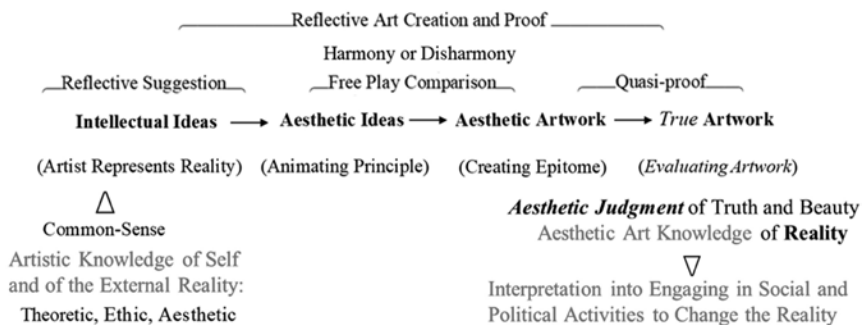 Reflective Art Creation and Proof
Harmony or Disharmony
Reflective Suggestion Free Play Comparison Quasi-proof
Intellectual Ideas → Aesthetic Ideas → Aesthetic Artwork → True Artwork
(Artist Represents Reality) (Animating Principle) (Creating Epitome) (Evaluating Artwork)
Common-Sense
Artistic Knowledge of Self
and of the External Reality:
Theoretic, Ethic, Aesthetic
Aesthetic Judgment of Truth and Beauty
Aesthetic Art Knowledge of Reality
Interpretation into Engaging in Social and
Political Activities to Change the Reality